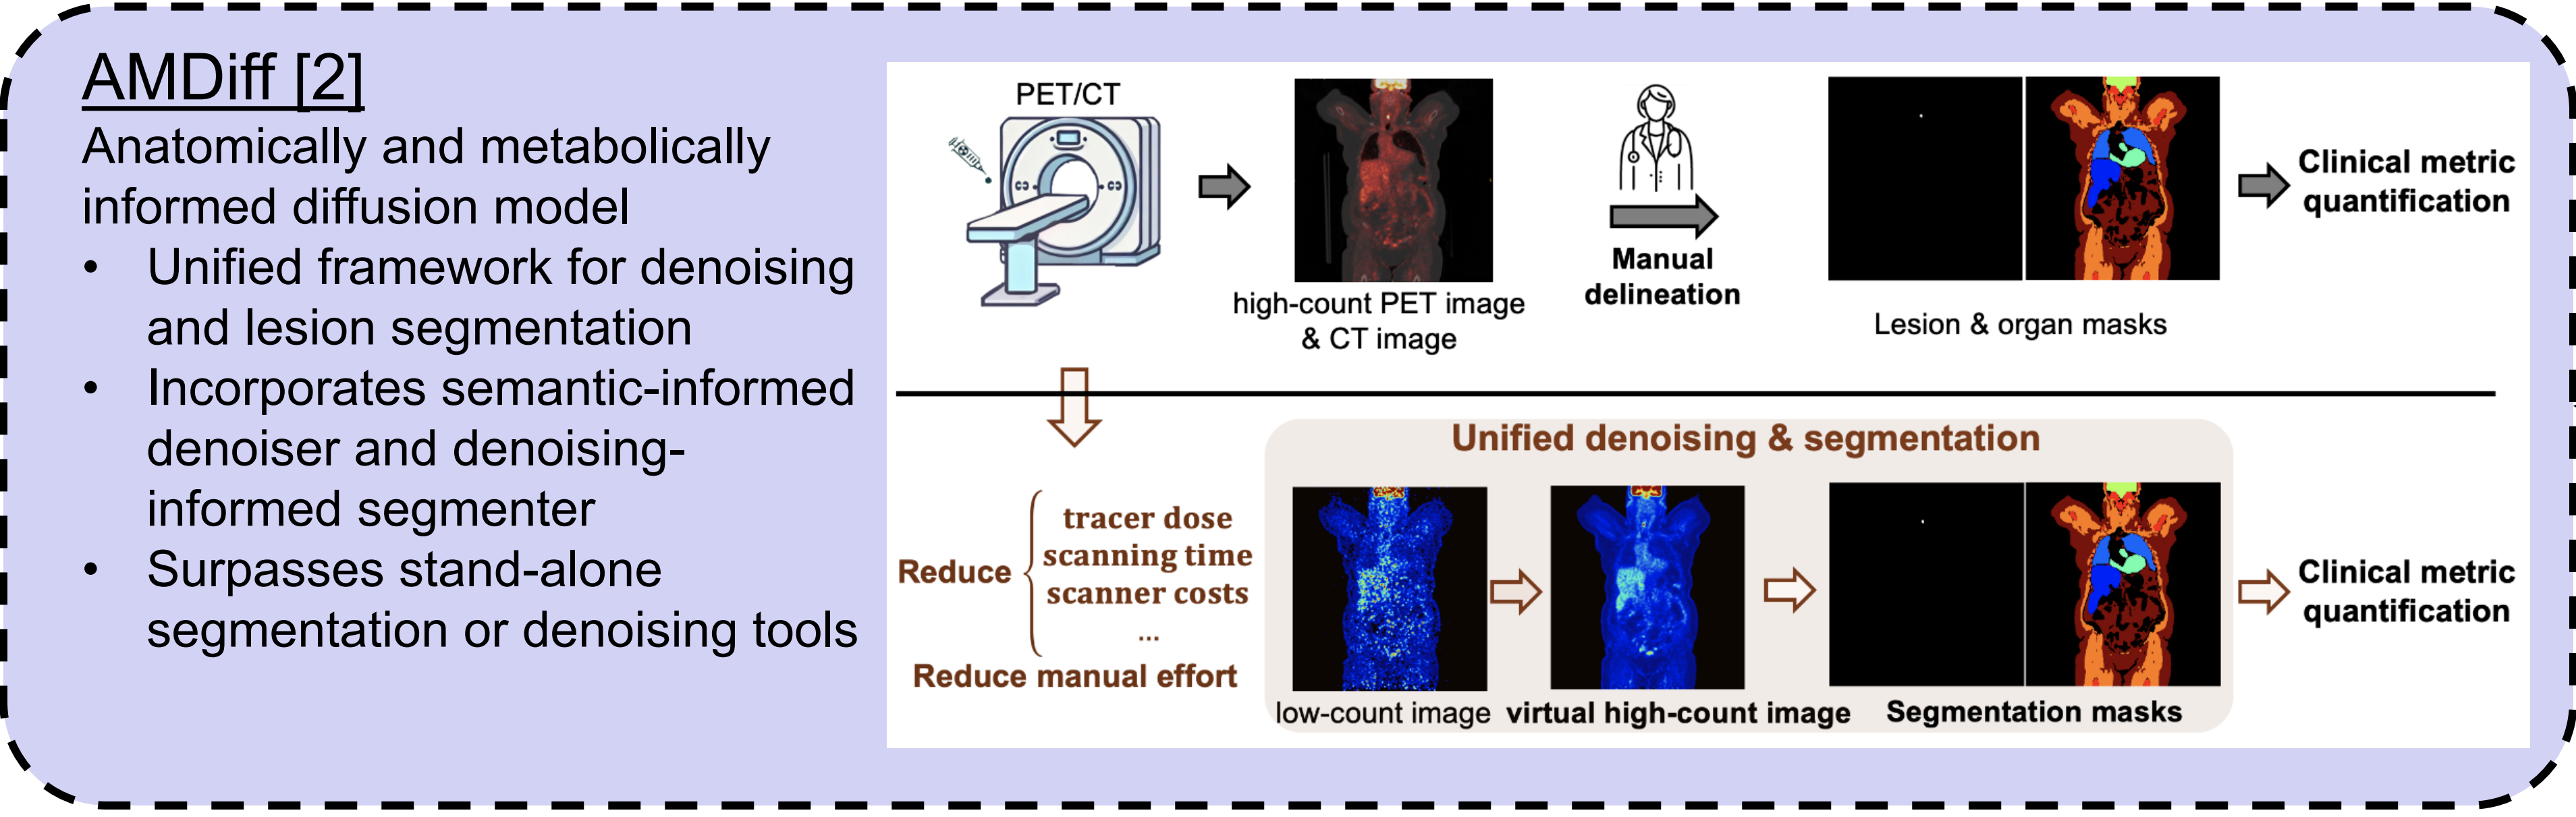 AMDiff [2]
Anatomically and metabolically
informed diffusion model
• Unified framework for denoising
and lesion segmentation
• Incorporates semantic-informed
denoiser and denoising-
informed segmenter
• Surpasses stand-alone
segmentation or denoising tools
PET/CT
high-count PET image
& CT image
Manual
delineation
Lesion & organ masks
Clinical metric
quantification
Unified denoising & segmentation
Reduce
tracer dose
scanning time
scanner costs
...
Reduce manual effort
low-count image
virtual high-count image
Segmentation masks
Clinical metric
quantification